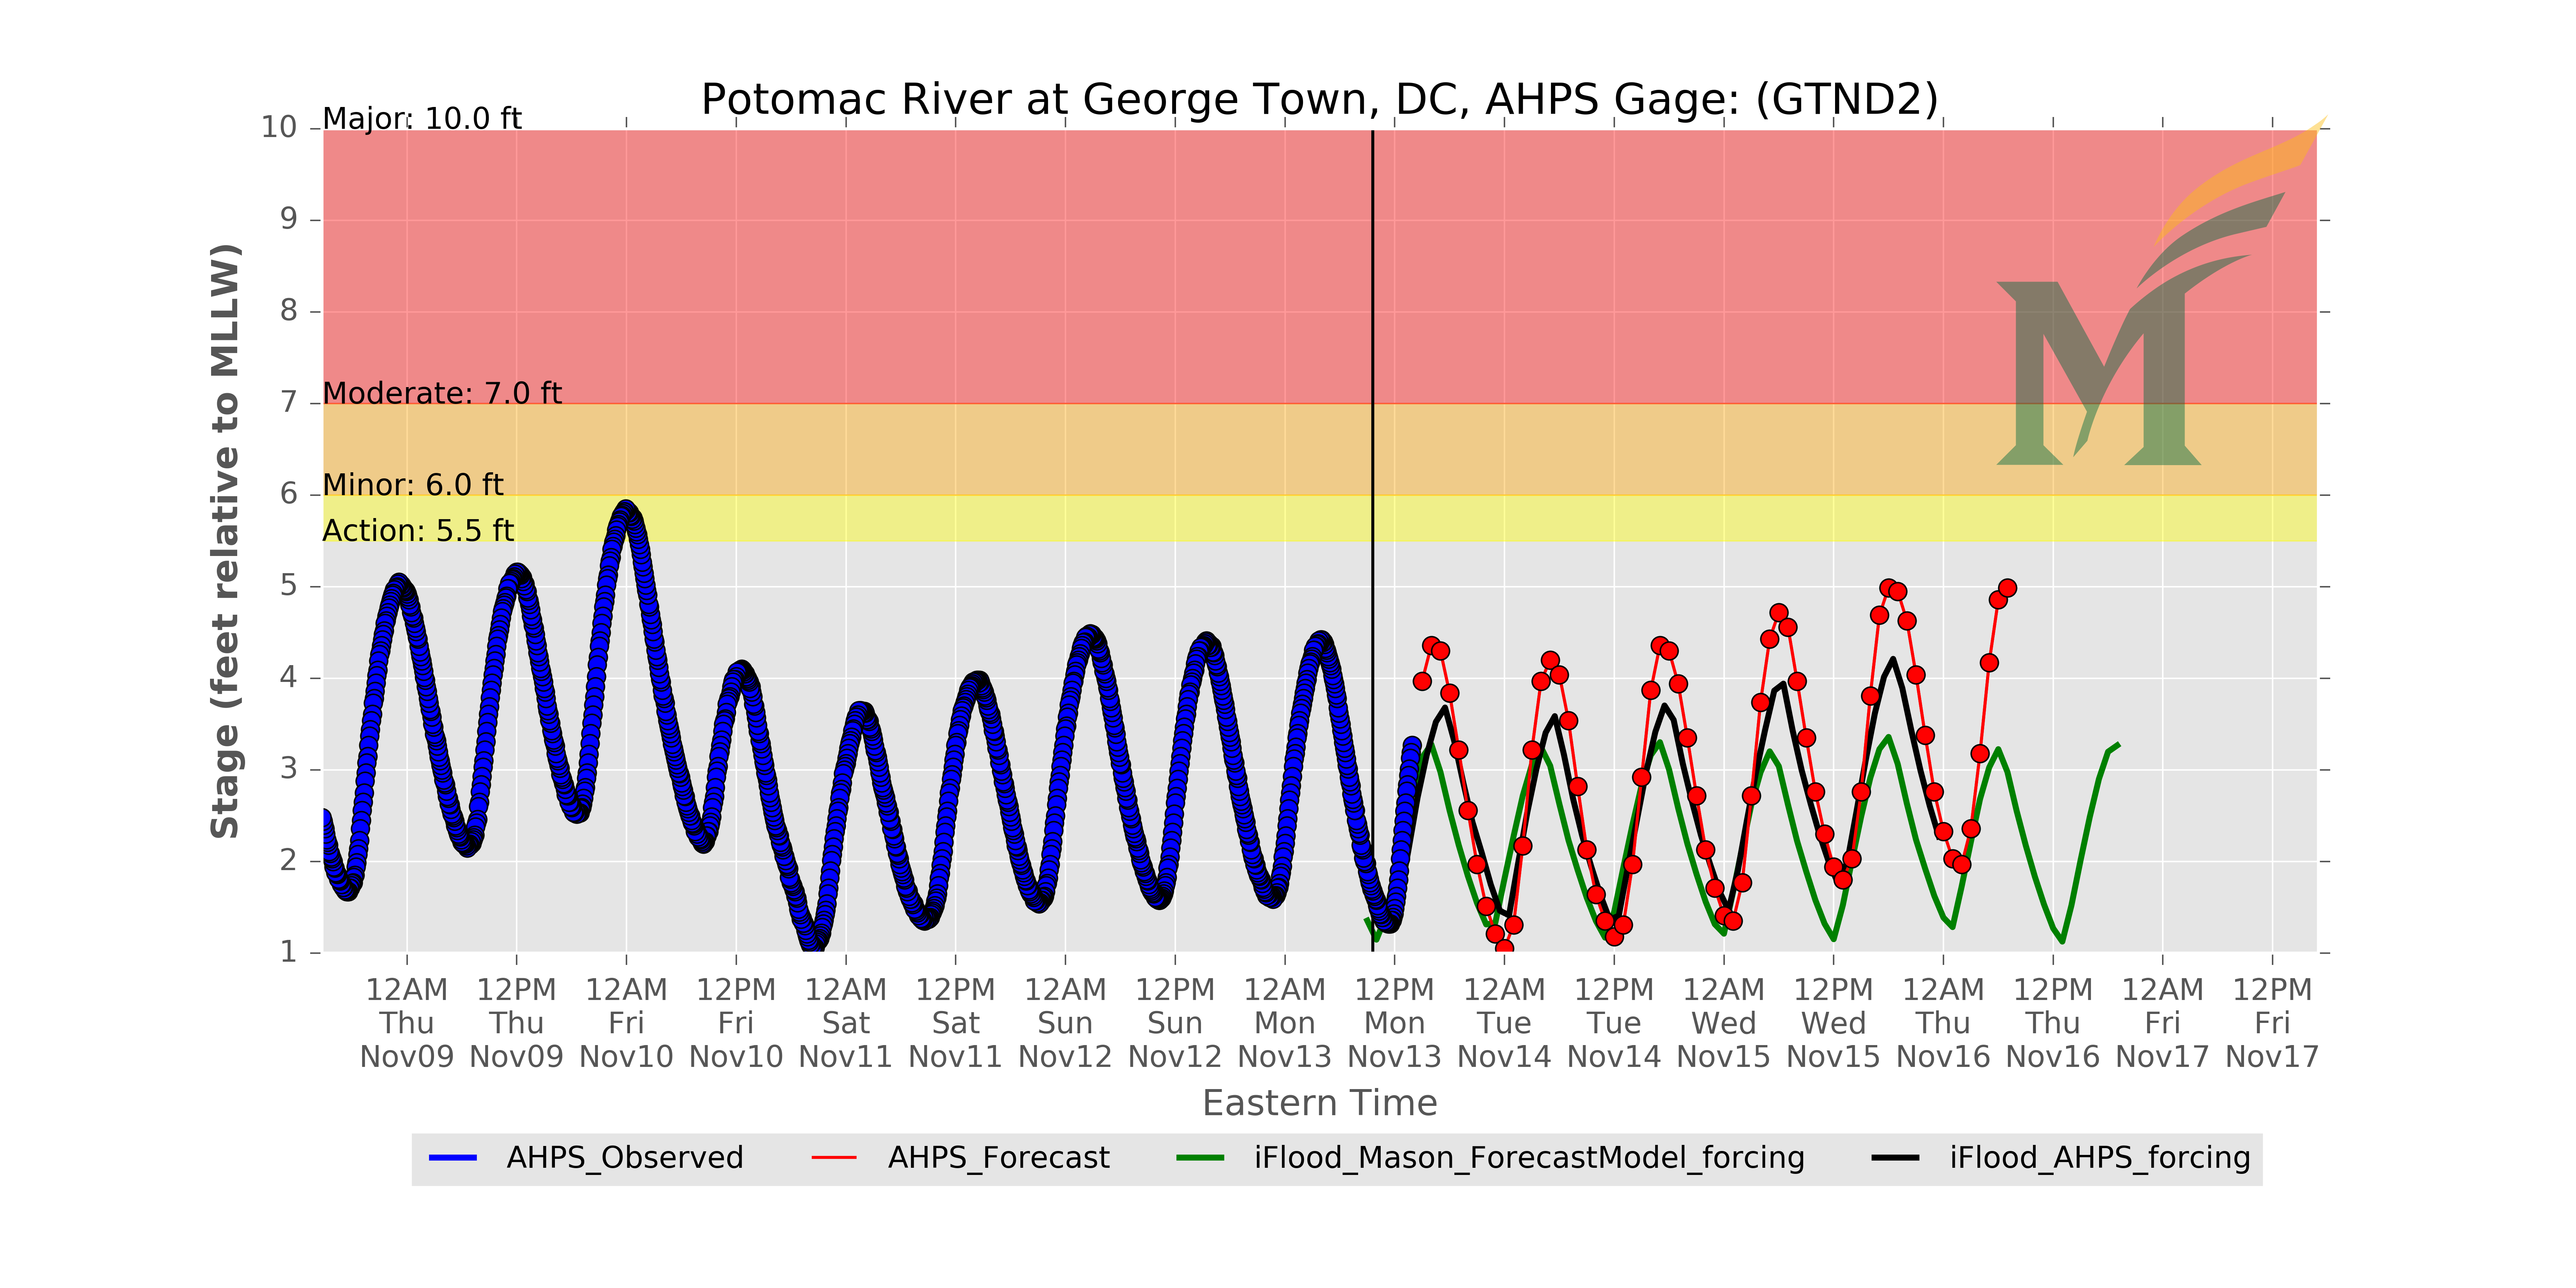 Potomac River at George Town, DC, AHPS Gage: (GTND2)
Major: 10.0 ft
Moderate: 7.0 ft
Minor: 6.0 ft
Action: 5.5 ft
10
9
8
7
6
5
4
3
2
1
Stage (feet relative to MLLW)
M
12AM 12PM 12AM 12PM 12AM 12PM 12AM 12PM 12AM 12PM 12AM 12PM 12AM 12PM 12AM 12PM 12AM 12PM
Thu Thu Fri Fri Sat Sat Sun Sun Mon Mon Tue Tue Wed Wed Thu Thu Fri Fri
Nov09 Nov09 Nov10 Nov10 Nov11 Nov11 Nov12 Nov12 Nov13 Nov13 Nov14 Nov14 Nov15 Nov15 Nov16 Nov16 Nov17 Nov17
Eastern Time
AHPS_Observed AHPS_Forecast iFlood_Mason_ForecastModel_forcing iFlood_AHPS_forcing